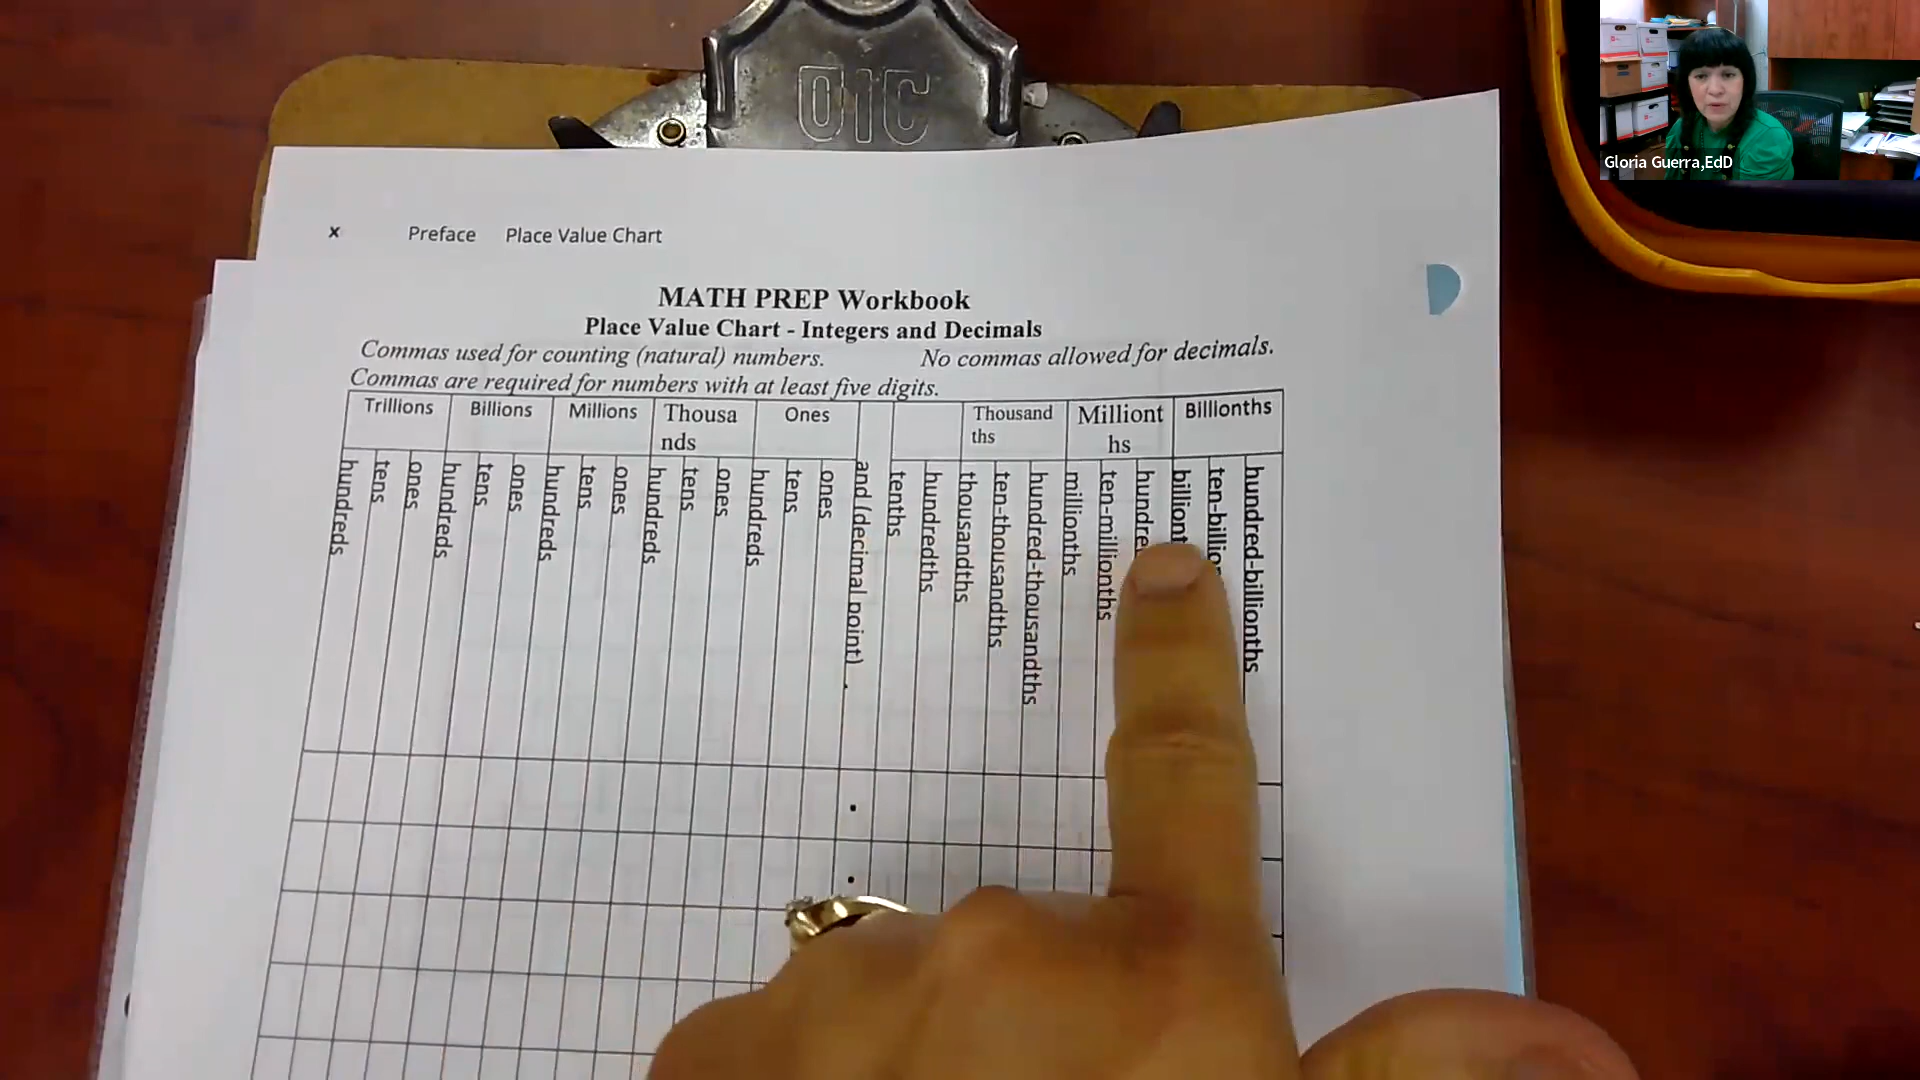 OIC
Gloria Guerra,EdD
x Preface Place Value Chart
MATH PREP Workbook
Place Value Chart - Integers and Decimals
Commas used for counting (natural) numbers. No commas allowed for decimals.
Commas are required for numbers with at least five digits.
Trillions Billions Millions Thousa Ones Thousand Milliont Billionths
nds ths hs
hundreds
tens
ones
hundreds
tens
ones
hundreds
tens
ones
hundreds
tens
ones
hundreds
tens
ones
and (decimal point) .
tenths
hundredths
thousandths
ten-thousandths
hundred-thousandths
millionths
ten-millionths
hundre
billiont
ten-billio
hundred-billionths